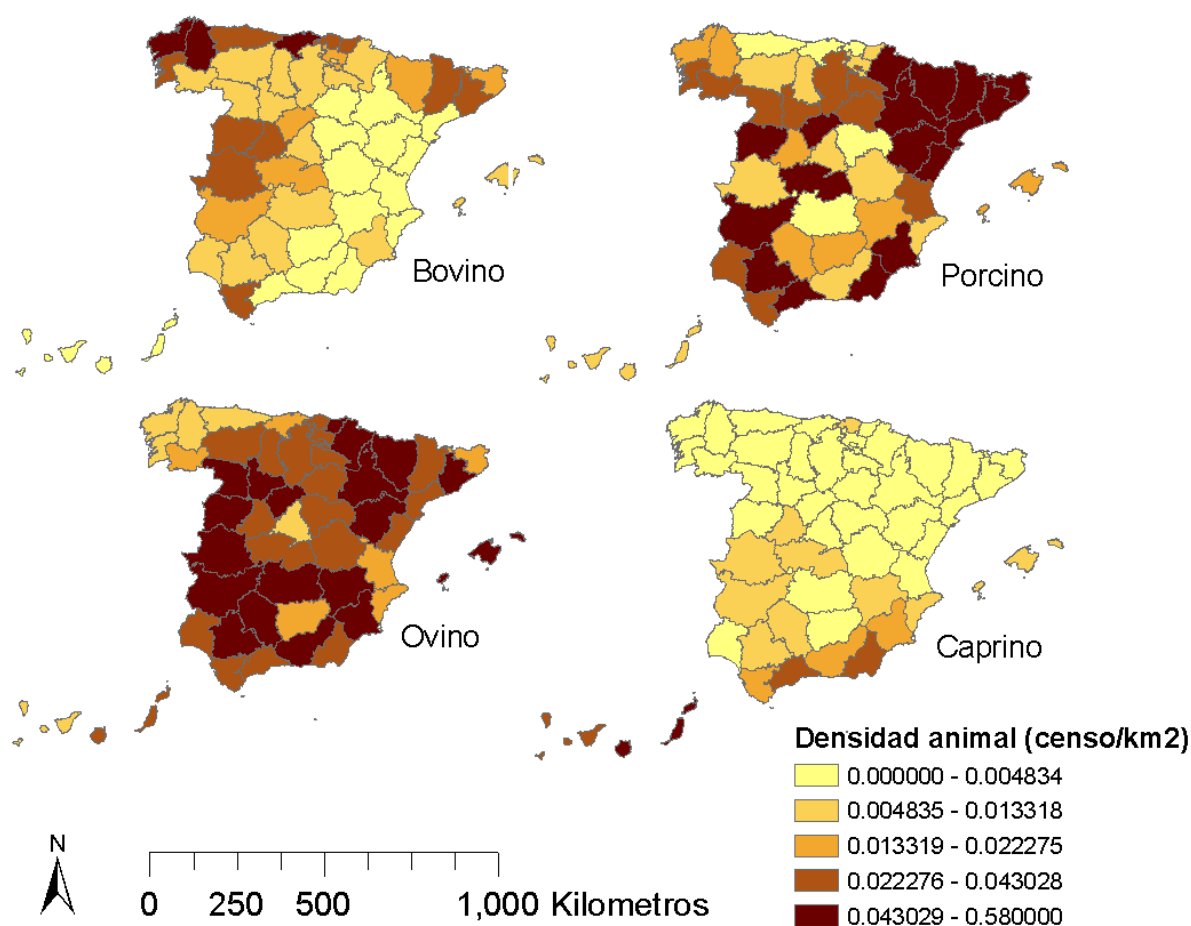 Bovino
Porcino
Ovino
Caprino
Densidad animal (censo/km2)
0.000000 - 0.004834
0.004835 - 0.013318
0.013319 - 0.022275
0.022276 - 0.043028
0.043029 - 0.580000
N
0 250 500 1,000 Kilometros